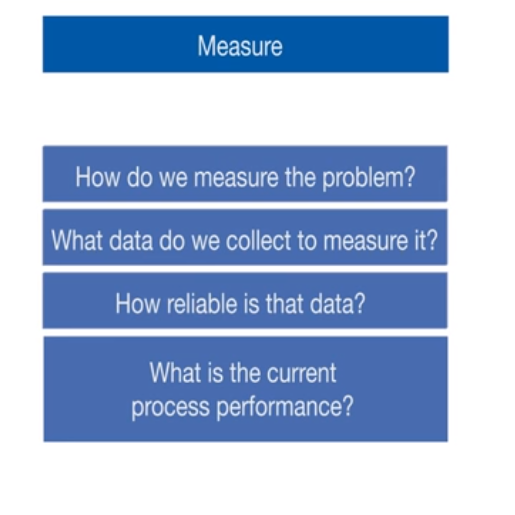 Measure
How do we measure the problem?
What data do we collect to measure it?
How reliable is that data?
What is the current
process performance?